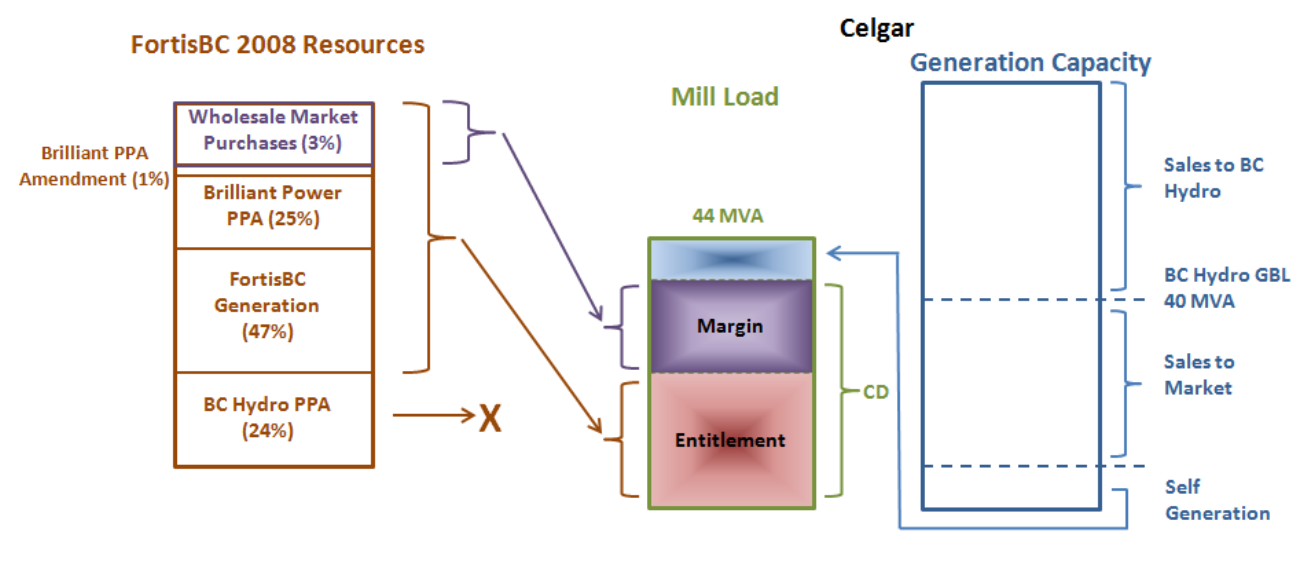 FortisBC 2008 Resources
Wholesale Market
Purchases (3%)
Brilliant PPA
Amendment (1%)
Brilliant Power
PPA (25%)
FortisBC
Generation
(47%)
BC Hydro PPA
(24%)
X
Mill Load
44 MVA
Margin
Entitlement
CD
Celgar
Generation Capacity
Sales to BC
Hydro
BC Hydro GBL
40 MVA
Sales to
Market
Self
Generation